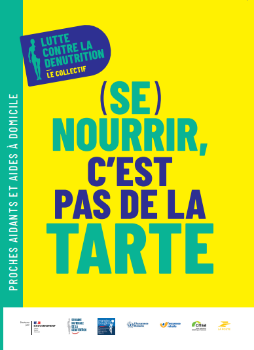 LUTTE
CONTRE LA
DENUTRITION
LE COLLECTIF
PROCHES AIDANTS ET AIDES À DOMICILE
(SE)
NOURRIR,
C'EST
PAS DE LA
TARTE